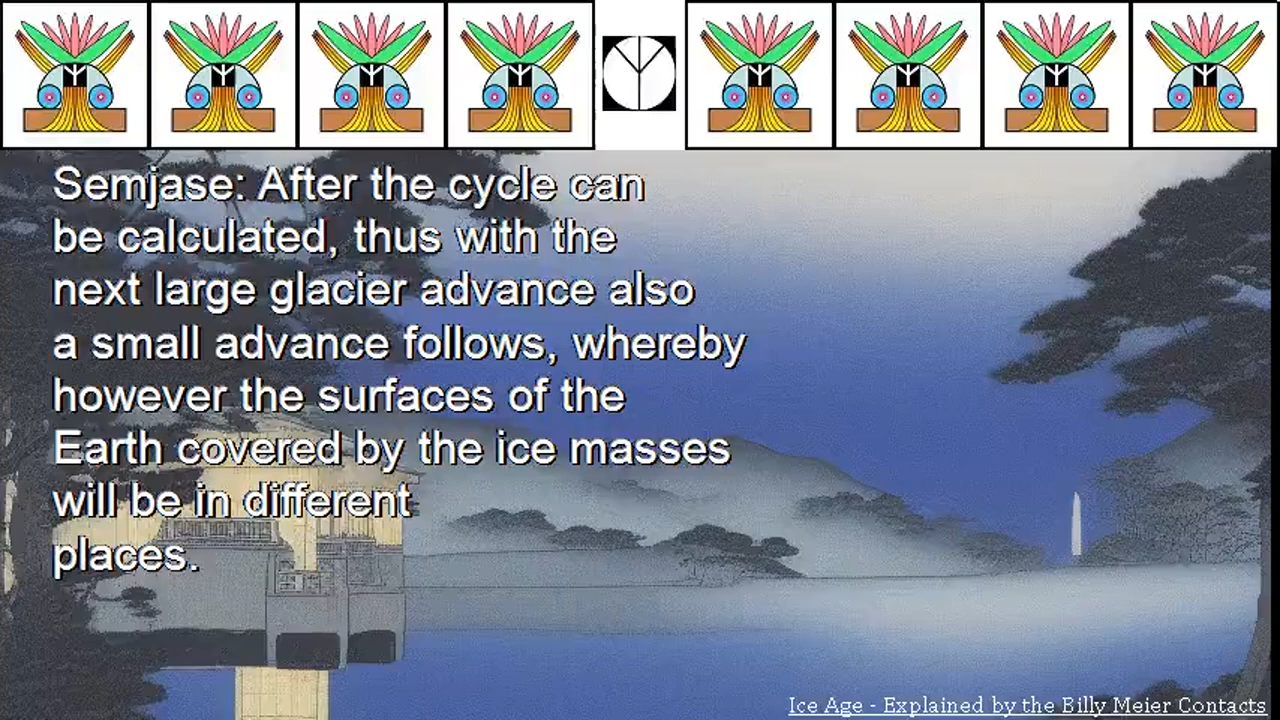 Semjase: After the cycle can
be calculated, thus with the
next large glacier advance also
a small advance follows, whereby
however the surfaces of the
Earth covered by the ice masses
will be in different
places.
Ice Age - Explained by the Billy Meier Contacts